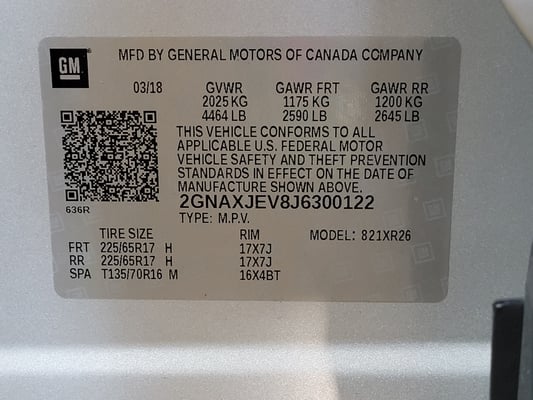 GM
MFD BY GENERAL MOTORS OF CANADA COMPANY
03/18 GVWR GAWR FRT GAWR RR
2025 KG 1175 KG 1200 KG
4464 LB 2590 LB 2645 LB
THIS VEHICLE CONFORMS TO ALL
APPLICABLE U.S. FEDERAL MOTOR
VEHICLE SAFETY AND THEFT PREVENTION
STANDARDS IN EFFECT ON THE DATE OF
MANUFACTURE SHOWN ABOVE.
636R 2GNAXJEV8J6300122
TYPE: M.P.V.
TIRE SIZE RIM MODEL: 821XR26
FRT 225/65R17 H 17X7J
RR 225/65R17 H 17X7J
SPA T135/70R16 M 16X4BT